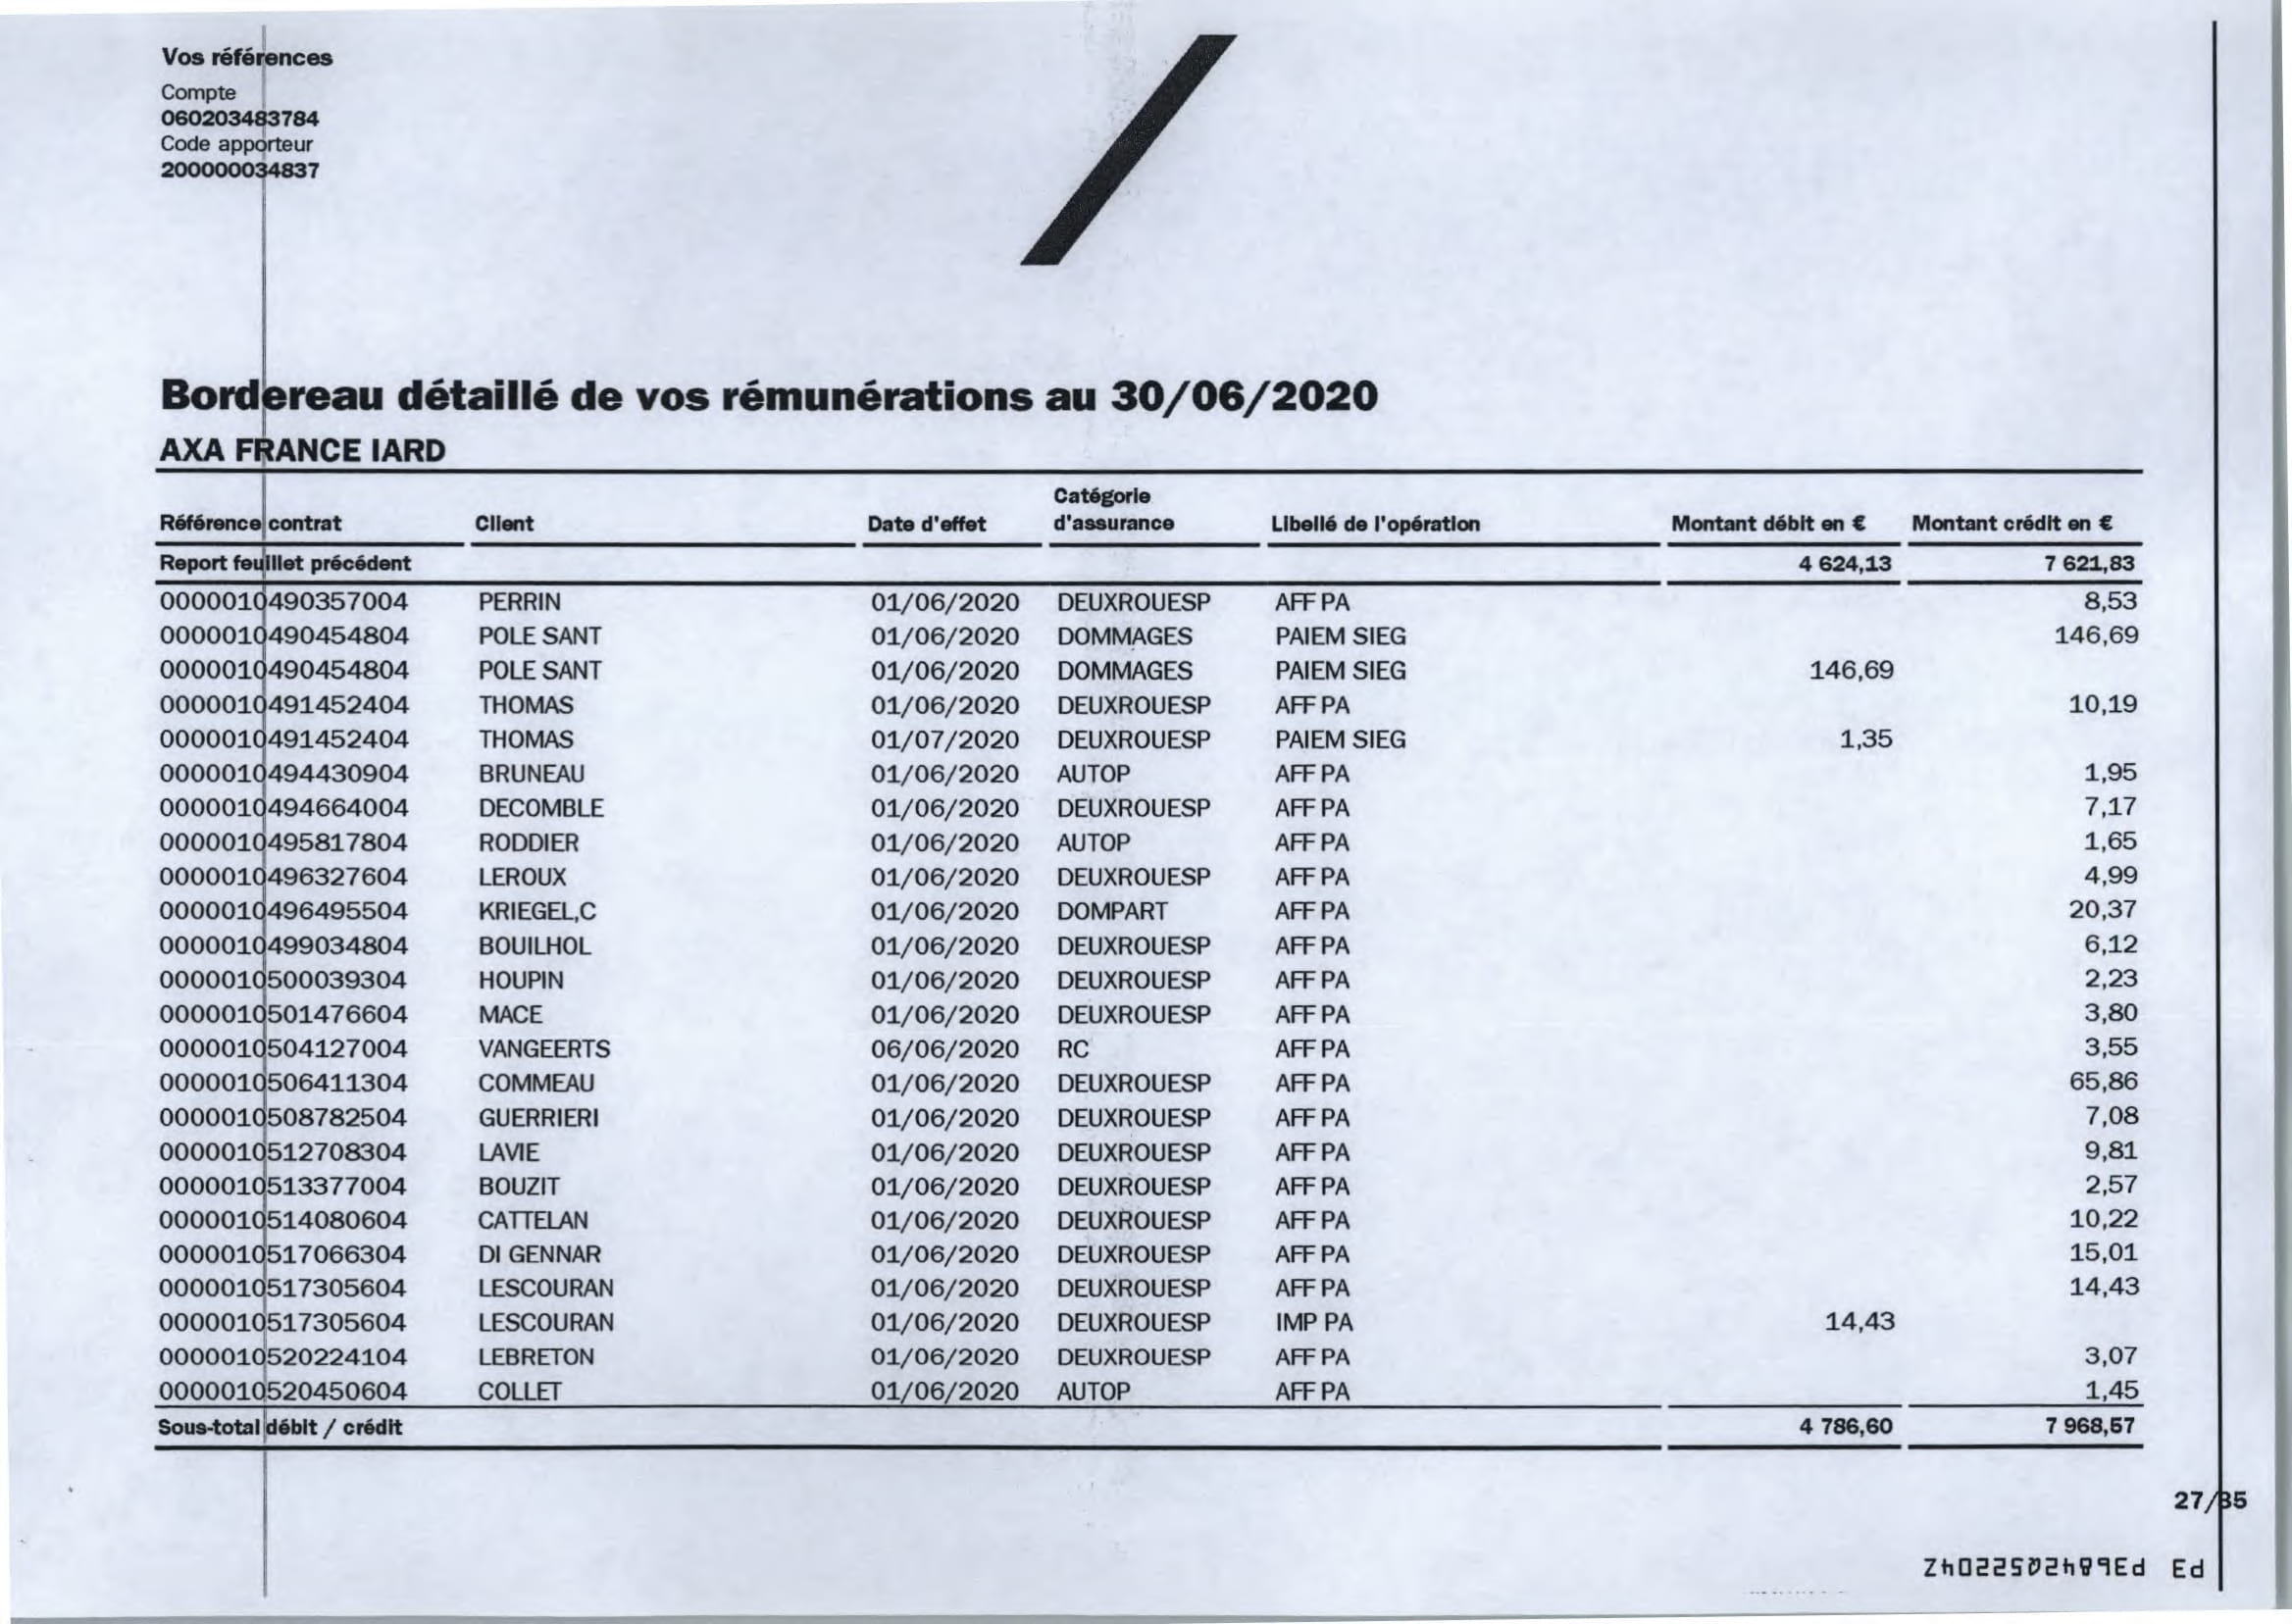 Vos références
Compte
060203483784
Code apporteur
200000034837
Bordereau détaillé de vos rémunérations au 30/06/2020
AXA FRANCE IARD
Référence contrat Client Date d'effet Catégorie d'assurance Libellé de l'opération Montant débit en € Montant crédit en €
Report feuillet précédent 4 624,13 7 621,83
0000010490357004 PERRIN 01/06/2020 DEUXROUESP AFF PA 8,53
0000010490454804 POLE SANT 01/06/2020 DOMMAGES PAIEM SIEG 146,69
0000010490454804 POLE SANT 01/06/2020 DOMMAGES PAIEM SIEG 146,69
0000010491452404 THOMAS 01/06/2020 DEUXROUESP AFF PA 10,19
0000010491452404 THOMAS 01/07/2020 DEUXROUESP PAIEM SIEG 1,35
0000010494430904 BRUNEAU 01/06/2020 AUTOP AFF PA 1,95
0000010494664004 DECOMBLE 01/06/2020 DEUXROUESP AFF PA 7,17
0000010495817804 RODDIER 01/06/2020 AUTOP AFF PA 1,65
0000010496327604 LEROUX 01/06/2020 DEUXROUESP AFF PA 4,99
0000010496495504 KRIEGEL,C 01/06/2020 DOMPART AFF PA 20,37
0000010499034804 BOUILHOL 01/06/2020 DEUXROUESP AFF PA 6,12
0000010500039304 HOUPIN 01/06/2020 DEUXROUESP AFF PA 2,23
0000010501476604 MACE 01/06/2020 DEUXROUESP AFF PA 3,80
0000010504127004 VANGEERTS 06/06/2020 RC AFF PA 3,55
0000010506411304 COMMEAU 01/06/2020 DEUXROUESP AFF PA 65,86
0000010508782504 GUERRIERI 01/06/2020 DEUXROUESP AFF PA 7,08
0000010512708304 LAVIE 01/06/2020 DEUXROUESP AFF PA 9,81
0000010513377004 BOUZIT 01/06/2020 DEUXROUESP AFF PA 2,57
0000010514080604 CATTELAN 01/06/2020 DEUXROUESP AFF PA 10,22
0000010517066304 DI GENNAR 01/06/2020 DEUXROUESP AFF PA 15,01
0000010517305604 LESCOURAN 01/06/2020 DEUXROUESP AFF PA 14,43
0000010517305604 LESCOURAN 01/06/2020 DEUXROUESP IMP PA 14,43
0000010520224104 LEBRETON 01/06/2020 DEUXROUESP AFF PA 3,07
0000010520450604 COLLET 01/06/2020 AUTOP AFF PA 1,45
Sous-total débit / crédit 4 786,60 7 968,57
27/35